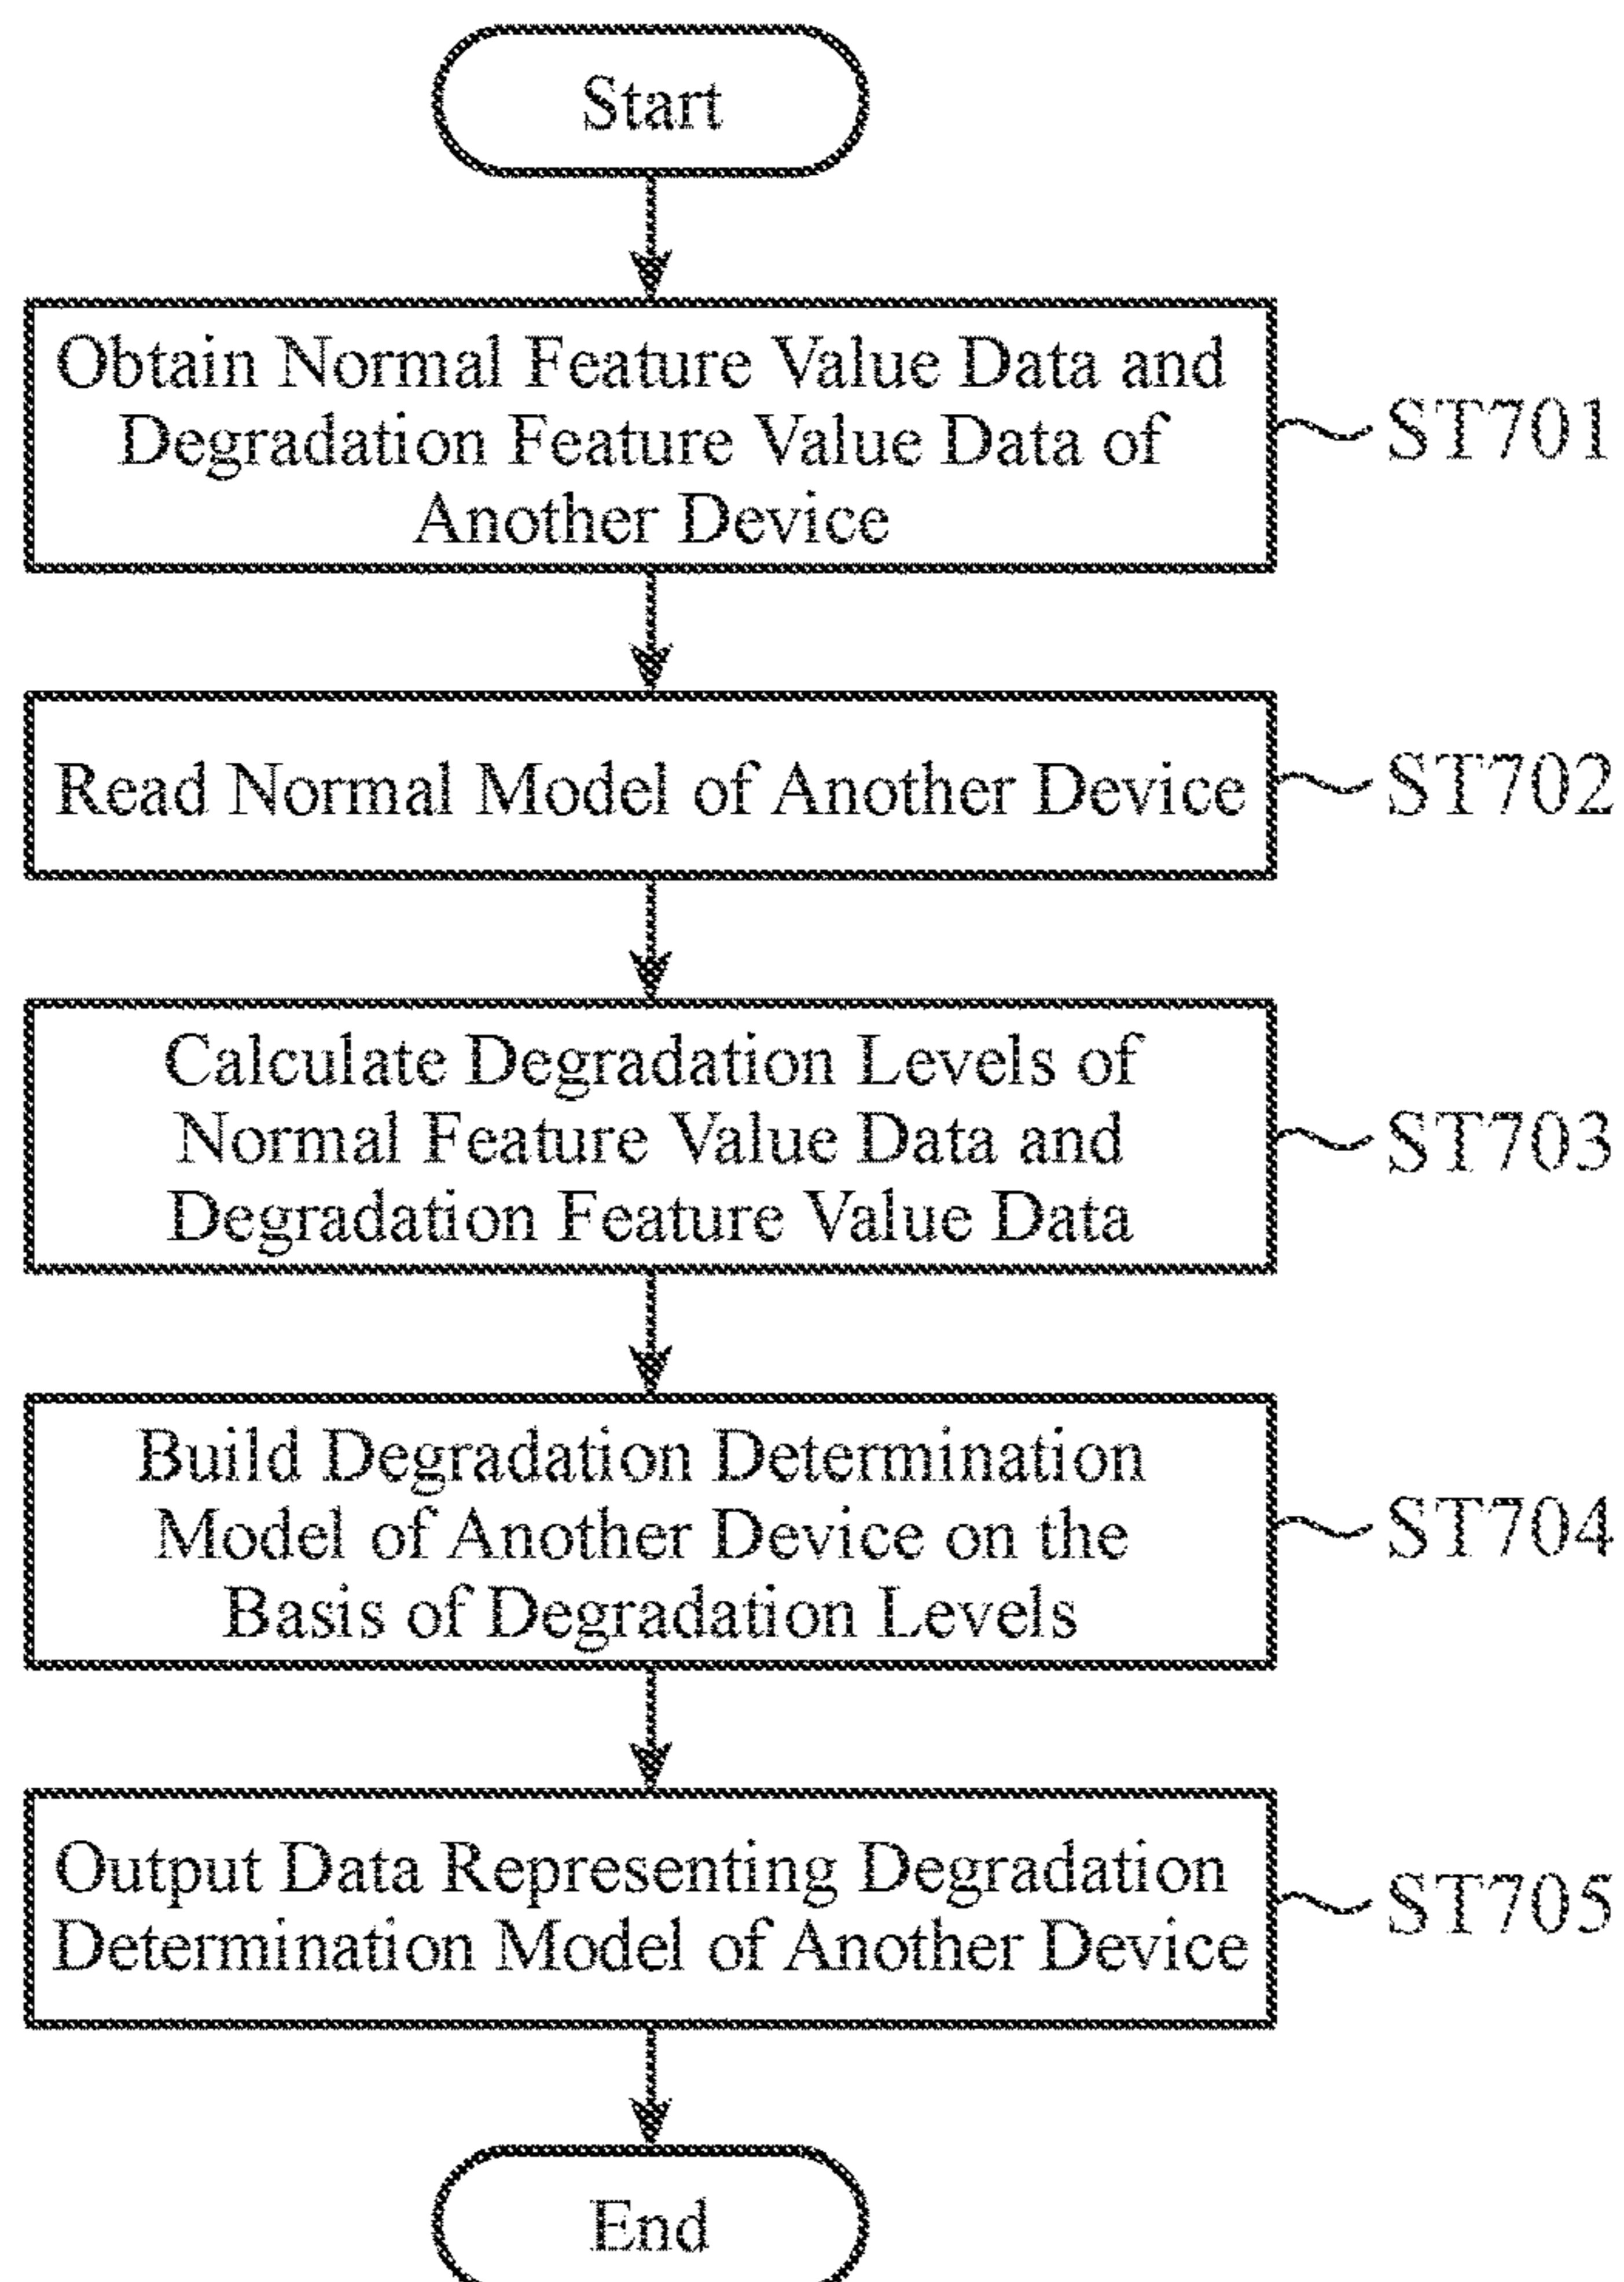 Start
Obtain Normal Feature Value Data and
Degradation Feature Value Data of
Another Device
ST701
Read Normal Model of Another Device
ST702
Calculate Degradation Levels of
Normal Feature Value Data and
Degradation Feature Value Data
ST703
Build Degradation Determination
Model of Another Device on the
Basis of Degradation Levels
ST704
Output Data Representing Degradation
Determination Model of Another Device
ST705
End